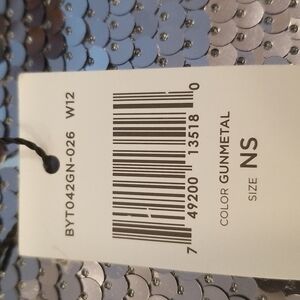 BYT042GN-026 W12
7 49200 13518 0
COLOR GUNMETAL
SIZE NS